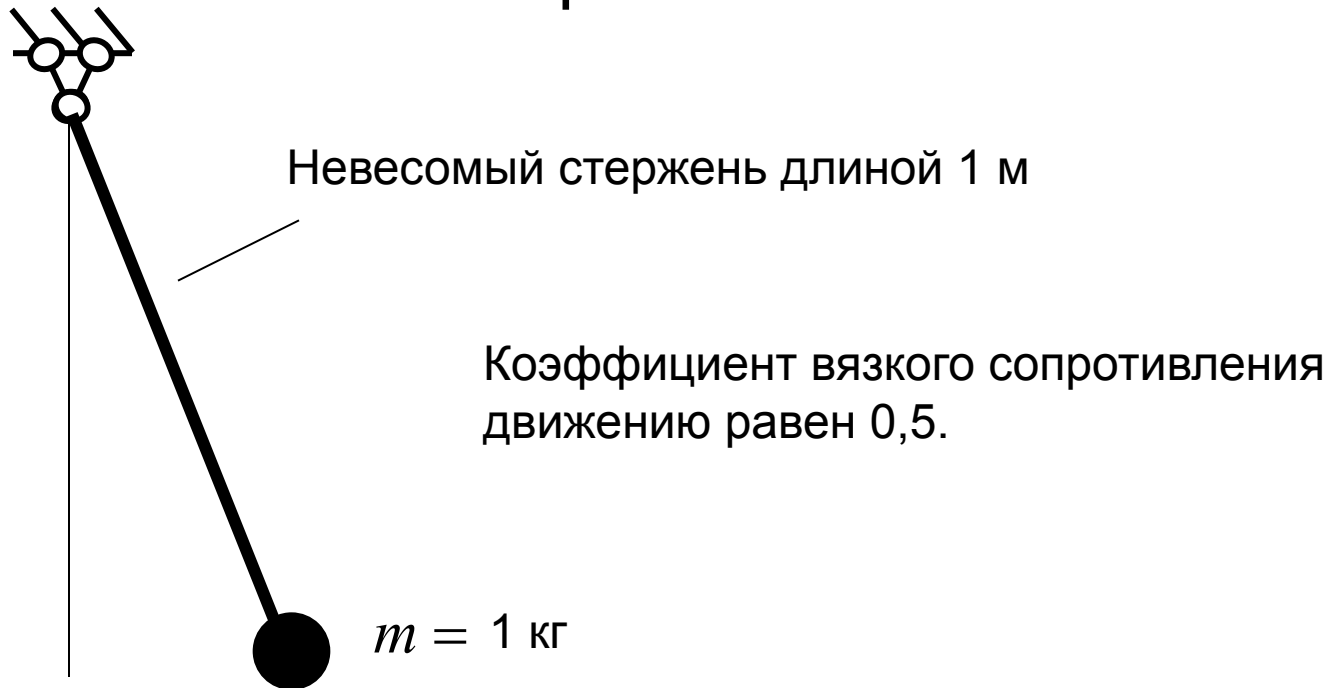 Невесомый стержень длиной 1 м
Коэффициент вязкого сопротивления
движению равен 0,5.
m = 1 кг